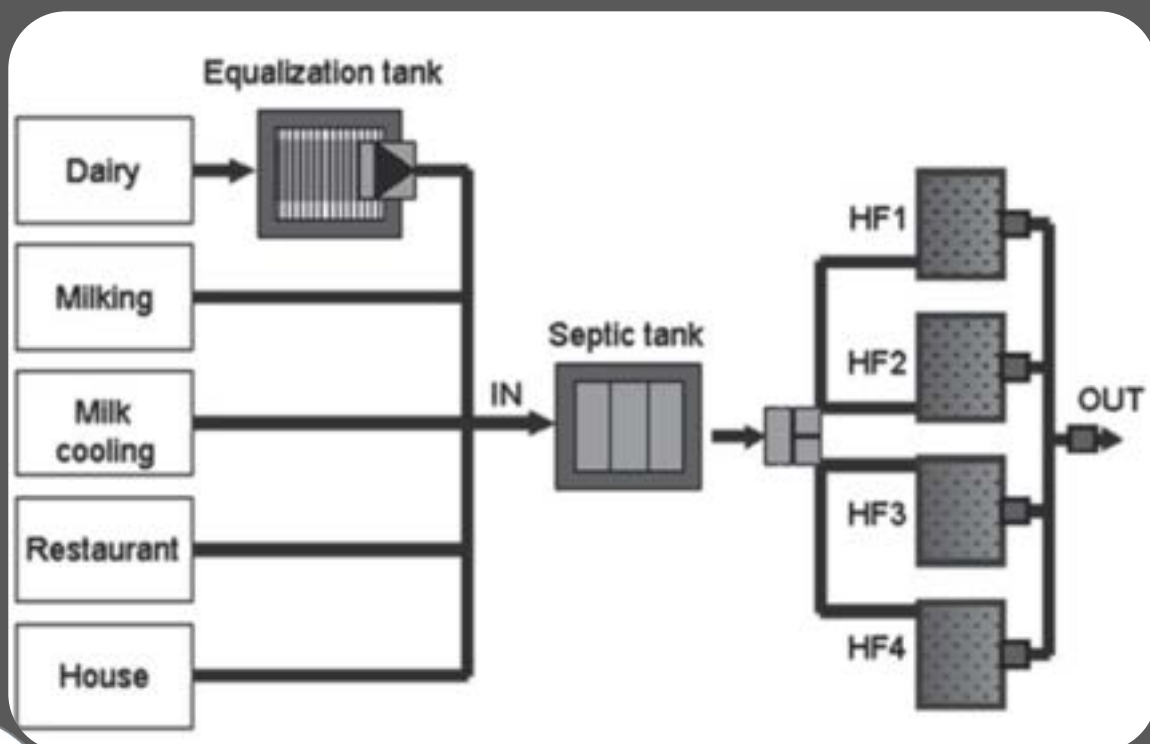 Equalization tank
Dairy
Milking
Milk
cooling
Restaurant
House
IN
Septic tank
HF1
HF2
HF3
HF4
OUT